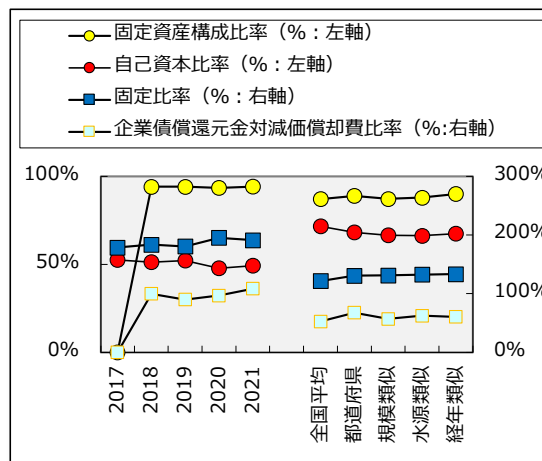 固定資産構成比率（%：左軸）
自己資本比率（%：左軸）
固定比率（%：右軸）
企業債償還元金対減価償却費比率（%:右軸）
100%
50%
0%
300%
200%
100%
0%
2017
2018
2019
2020
2021
全国平均
都道府県
規模類似
水源類似
経年類似